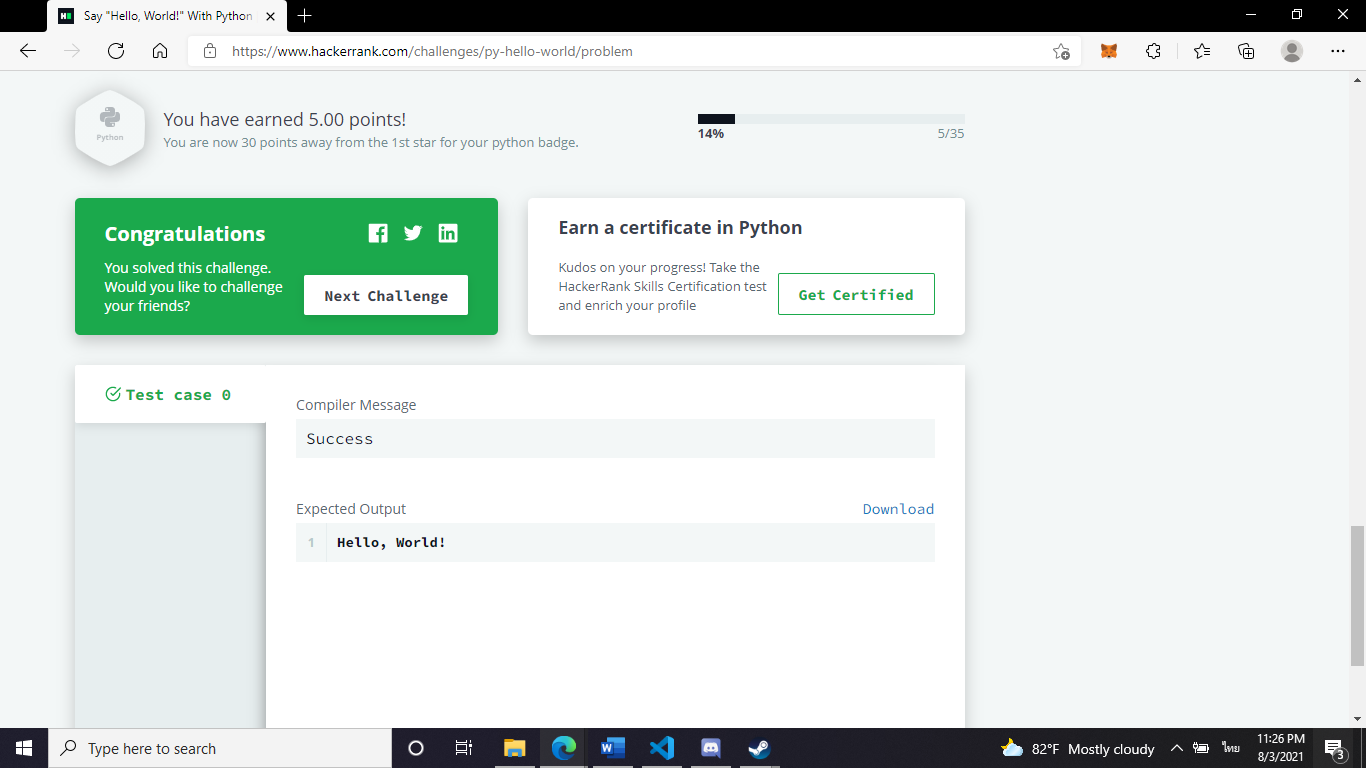 Say "Hello, World!" With Python
https://www.hackerrank.com/challenges/py-hello-world/problem
Python
You have earned 5.00 points!
You are now 30 points away from the 1st star for your python badge.
14%
5/35
Congratulations
You solved this challenge.
Would you like to challenge
your friends?
Next Challenge
Earn a certificate in Python
Kudos on your progress! Take the
HackerRank Skills Certification test
and enrich your profile
Get Certified
Test case 0
Compiler Message
Success
Expected Output
Download
1
Hello, World!
Type here to search
82°F Mostly cloudy
ไทย
11:26 PM
8/3/2021
3